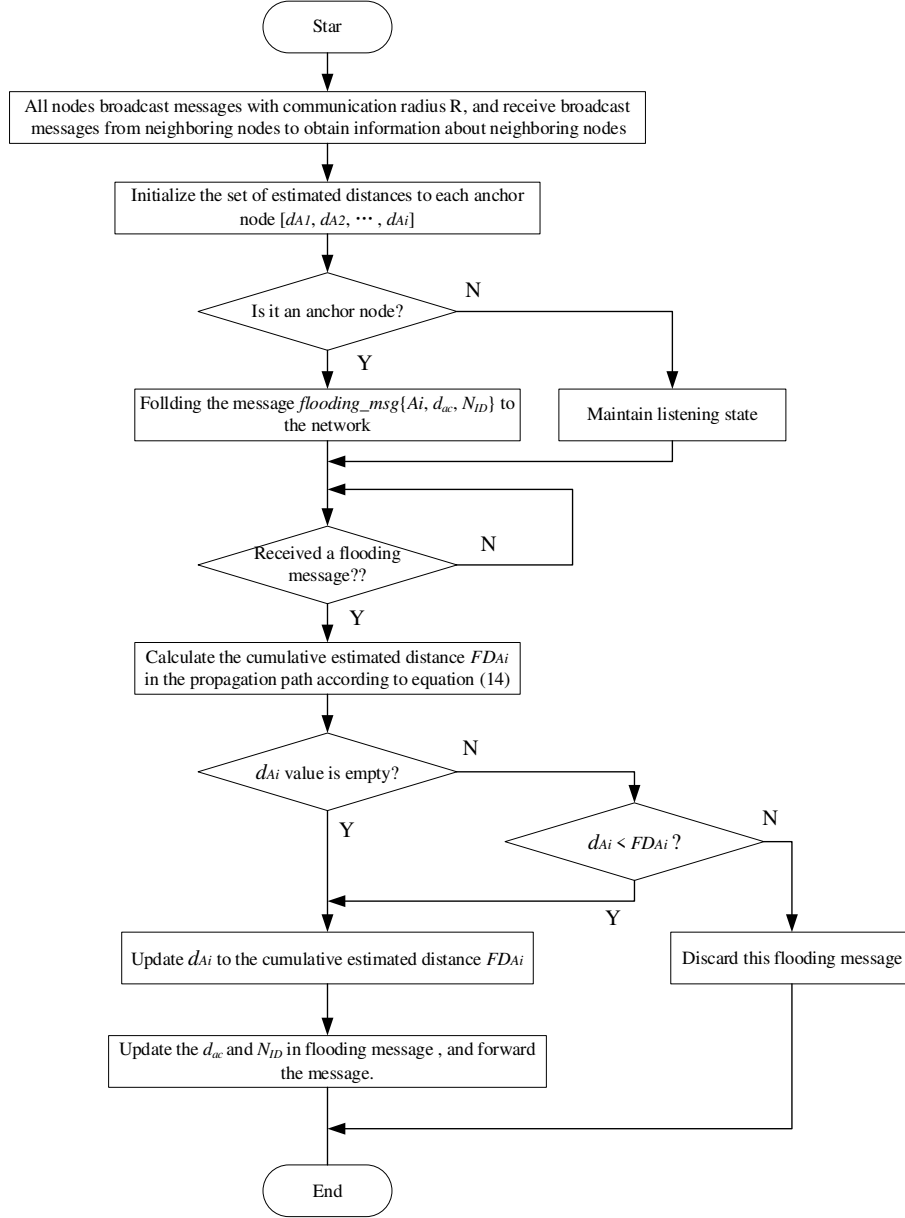 Star
All nodes broadcast messages with communication radius R, and receive broadcast
messages from neighboring nodes to obtain information about neighboring nodes
Initialize the set of estimated distances to each anchor
node [dA1, dA2, ⋯ , dAi]
Is it an anchor node?
N
Y
Follding the message flooding_msg{Ai, dac, NID} to
the network
Maintain listening state
Received a flooding
message??
N
Y
Calculate the cumulative estimated distance FDAi
in the propagation path according to equation (14)
dAi value is empty?
N
Y
dAi < FDAi ?
N
Y
Update dAi to the cumulative estimated distance FDAi
Discard this flooding message
Update the dac and NID in flooding message , and forward
the message.
End